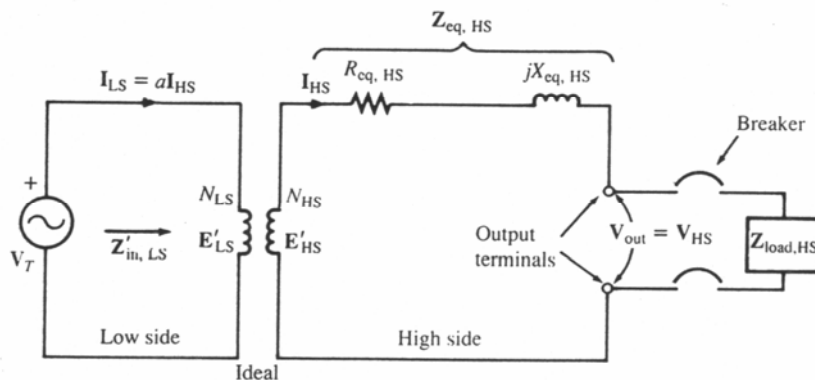 Z_eq, HS
I_LS = aI_HS
I_HS
R_eq, HS
jX_eq, HS
Breaker
+
N_LS
N_HS
V_T
Z'_in, LS
E'_LS
E'_HS
Output
terminals
V_out = V_HS
Z_load,HS
Low side
High side
Ideal